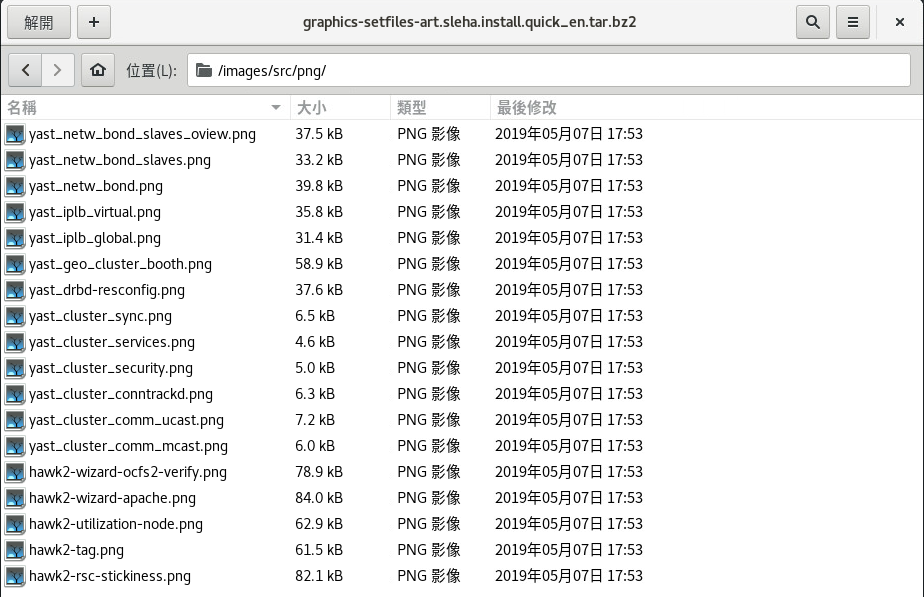 解開 + graphics-setfiles-art.sleha.install.quick_en.tar.bz2
位置(L): /images/src/png/
名稱 大小 類型 最後修改
yast_netw_bond_slaves_oview.png 37.5 kB PNG 影像 2019年05月07日 17:53
yast_netw_bond_slaves.png 33.2 kB PNG 影像 2019年05月07日 17:53
yast_netw_bond.png 39.8 kB PNG 影像 2019年05月07日 17:53
yast_iplb_virtual.png 35.8 kB PNG 影像 2019年05月07日 17:53
yast_iplb_global.png 31.4 kB PNG 影像 2019年05月07日 17:53
yast_geo_cluster_booth.png 58.9 kB PNG 影像 2019年05月07日 17:53
yast_drbd-resconfig.png 37.6 kB PNG 影像 2019年05月07日 17:53
yast_cluster_sync.png 6.5 kB PNG 影像 2019年05月07日 17:53
yast_cluster_services.png 4.6 kB PNG 影像 2019年05月07日 17:53
yast_cluster_security.png 5.0 kB PNG 影像 2019年05月07日 17:53
yast_cluster_conntrackd.png 6.3 kB PNG 影像 2019年05月07日 17:53
yast_cluster_comm_ucast.png 7.2 kB PNG 影像 2019年05月07日 17:53
yast_cluster_comm_mcast.png 6.0 kB PNG 影像 2019年05月07日 17:53
hawk2-wizard-ocfs2-verify.png 78.9 kB PNG 影像 2019年05月07日 17:53
hawk2-wizard-apache.png 84.0 kB PNG 影像 2019年05月07日 17:53
hawk2-utilization-node.png 62.9 kB PNG 影像 2019年05月07日 17:53
hawk2-tag.png 61.5 kB PNG 影像 2019年05月07日 17:53
hawk2-rsc-stickiness.png 82.1 kB PNG 影像 2019年05月07日 17:53